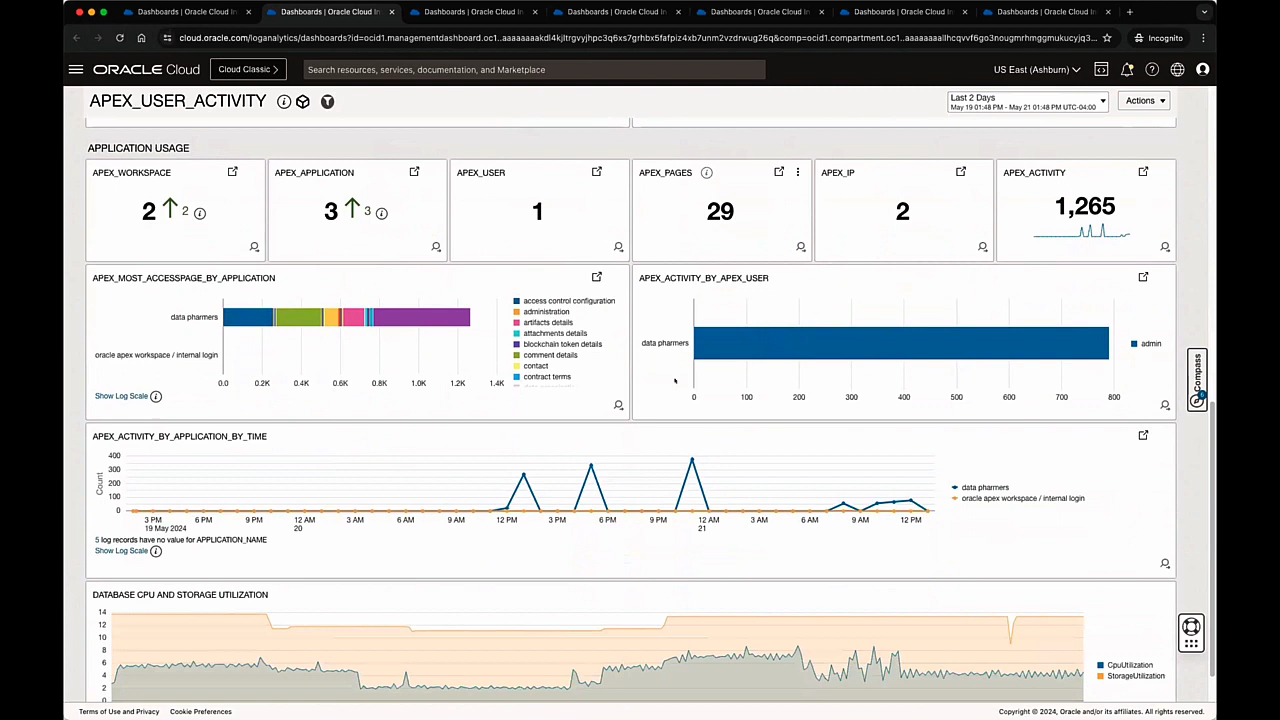 Dashboards | Oracle Cloud In
Dashboards | Oracle Cloud In
Dashboards | Oracle Cloud In
Dashboards | Oracle Cloud In
Dashboards | Oracle Cloud In
Dashboards | Oracle Cloud In
Dashboards | Oracle Cloud In
Incognito
ORACLE Cloud
Cloud Classic
Search resources, services, documentation, and Marketplace
US East (Ashburn)
APEX_USER_ACTIVITY
Last 2 Days
May 19 01:48 PM - May 21 01:48 PM UTC-04:00
Actions
APPLICATION USAGE
APEX_WORKSPACE
2 2
APEX_APPLICATION
3 3
APEX_USER
1
APEX_PAGES
29
APEX_IP
2
APEX_ACTIVITY
1,265
APEX_MOST_ACCESSPAGE_BY_APPLICATION
data pharmers
oracle apex workspace / internal login
0.0 0.2K 0.4K 0.6K 0.8K 1.0K 1.2K 1.4K
access control configuration
administration
artifacts details
attachments details
blockchain token details
comment details
contact
contract terms
Show Log Scale
APEX_ACTIVITY_BY_APEX_USER
data pharmers
0 100 200 300 400 500 600 700 800
admin
Compass
APEX_ACTIVITY_BY_APPLICATION_BY_TIME
Count
400
300
200
100
0
3 PM 6 PM 9 PM 12 AM 3 AM 6 AM 9 AM 12 PM 3 PM 6 PM 9 PM 12 AM 3 AM 6 AM 9 AM 12 PM
19 May 2024 20 21
data pharmers
oracle apex workspace / internal login
5 log records have no value for APPLICATION_NAME
Show Log Scale
DATABASE CPU AND STORAGE UTILIZATION
14
12
10
8
6
4
2
0
CpuUtilization
StorageUtilization
Terms of Use and Privacy
Cookie Preferences
Copyright © 2024, Oracle and/or its affiliates. All rights reserved.